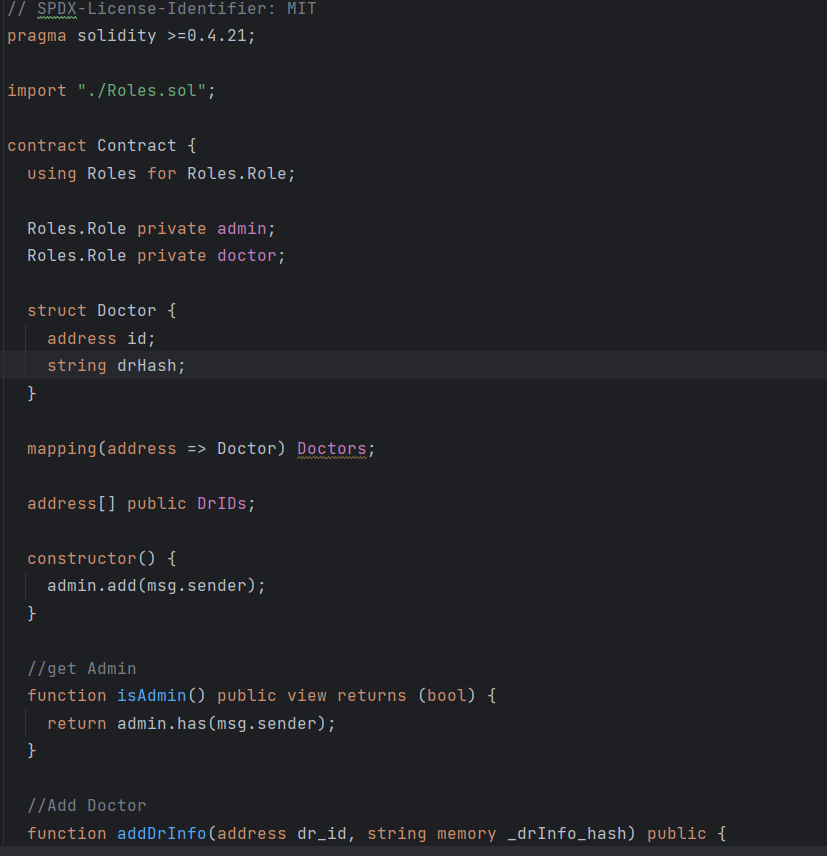 // SPDX-License-Identifier: MIT
pragma solidity >=0.4.21;
import "./Roles.sol";
contract Contract {
using Roles for Roles.Role;
Roles.Role private admin;
Roles.Role private doctor;
struct Doctor {
address id;
string drHash;
}
mapping(address => Doctor) Doctors;
address[] public DrIDs;
constructor() {
admin.add(msg.sender);
}
//get Admin
function isAdmin() public view returns (bool) {
return admin.has(msg.sender);
}
//Add Doctor
function addDrInfo(address dr_id, string memory _drInfo_hash) public {